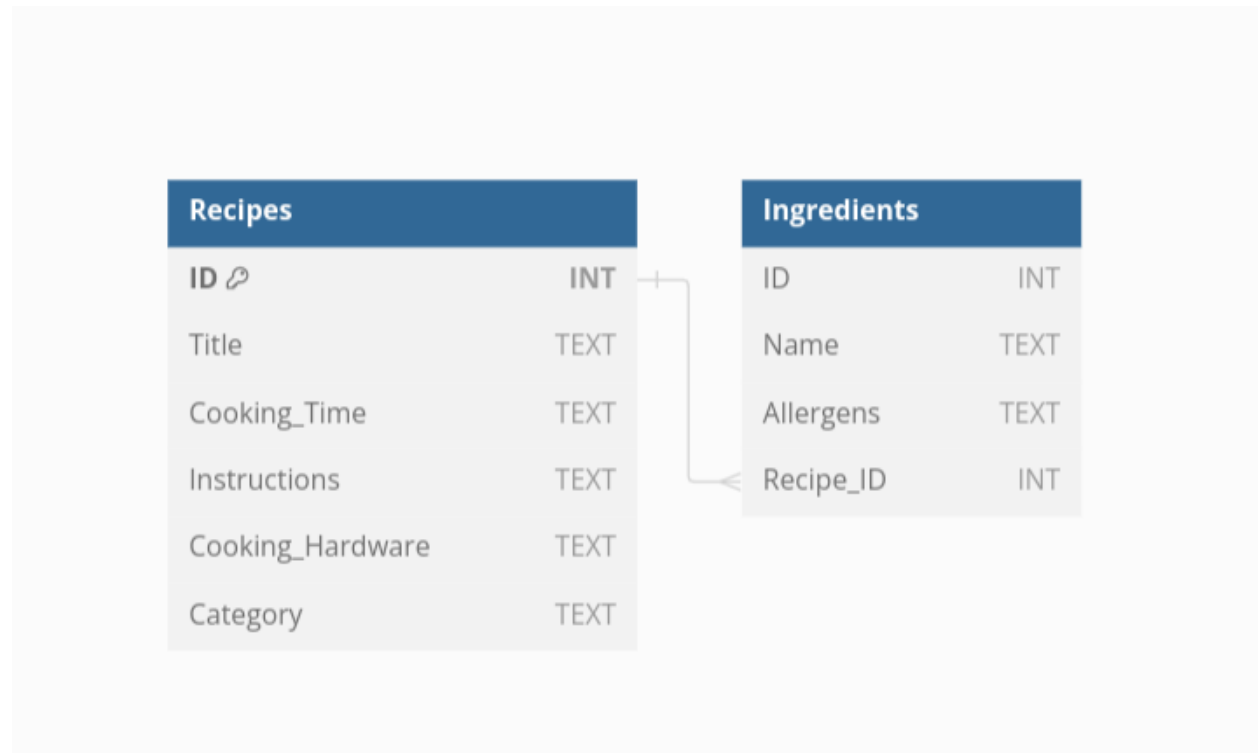 Recipes
ID INT
Title TEXT
Cooking_Time TEXT
Instructions TEXT
Cooking_Hardware TEXT
Category TEXT
Ingredients
ID INT
Name TEXT
Allergens TEXT
Recipe_ID INT